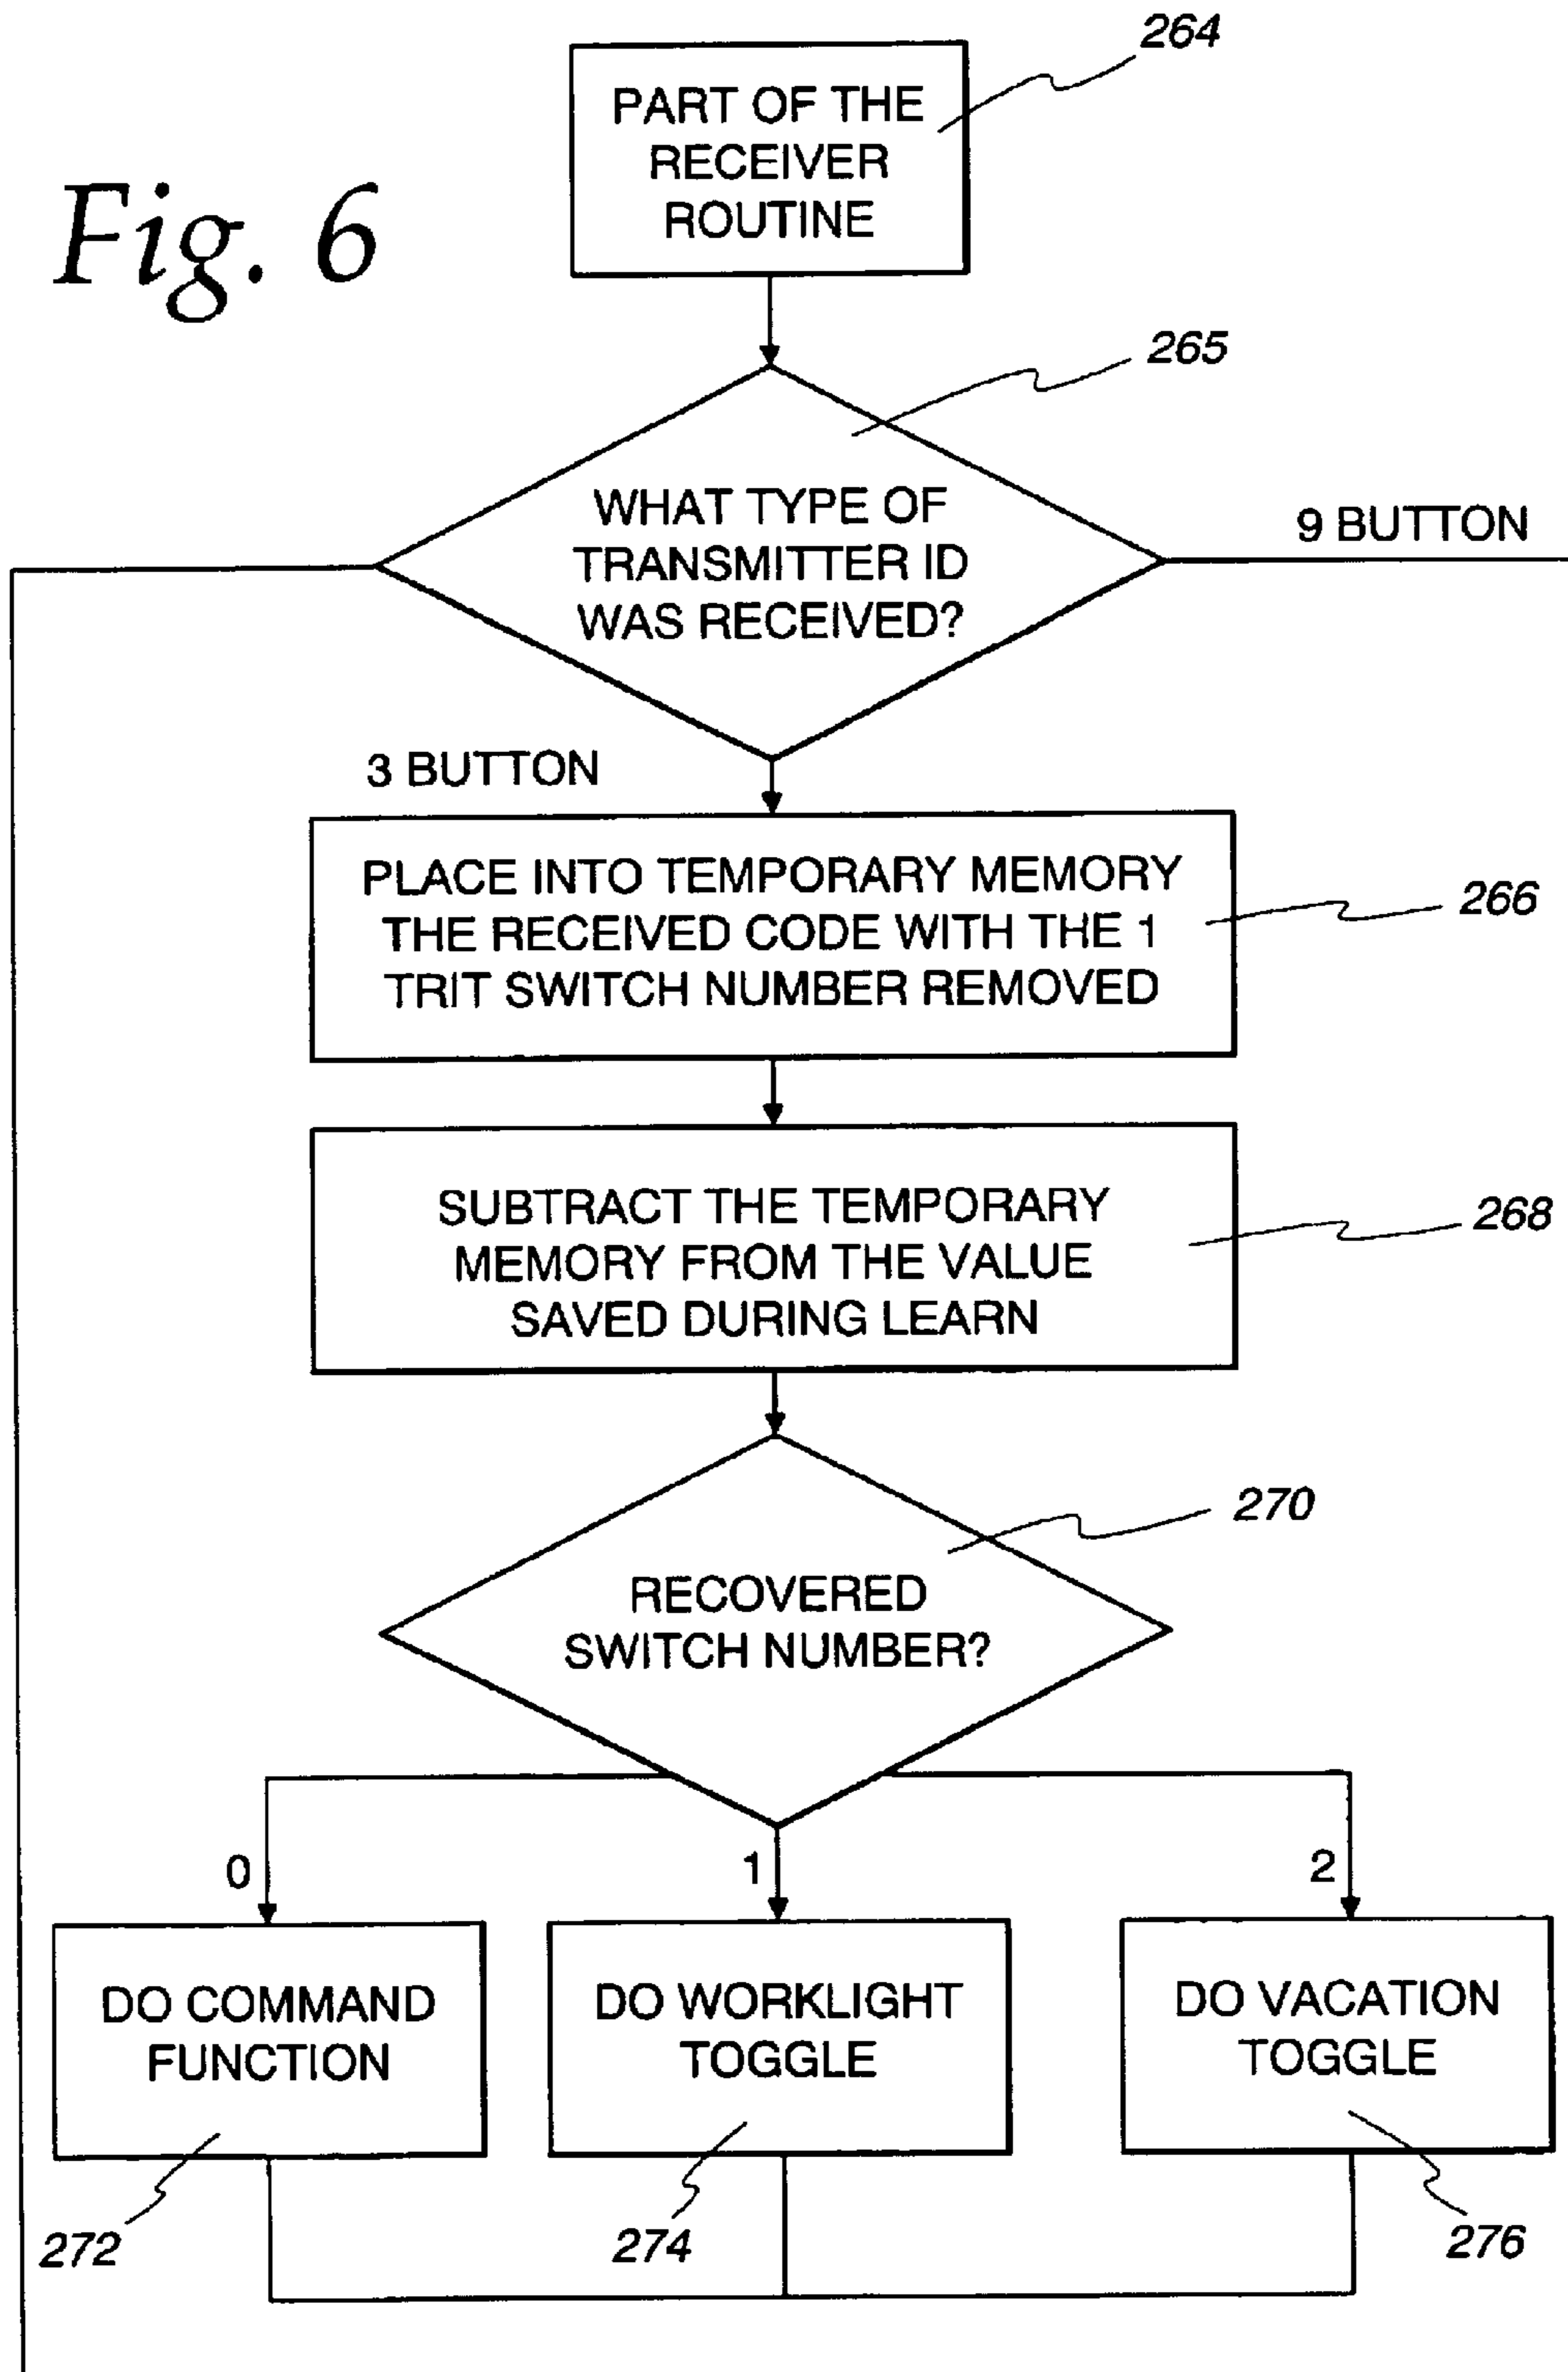 Fig. 6
264
PART OF THE
RECEIVER
ROUTINE
265
WHAT TYPE OF
TRANSMITTER ID
WAS RECEIVED?
9 BUTTON
3 BUTTON
PLACE INTO TEMPORARY MEMORY
THE RECEIVED CODE WITH THE 1
TRIT SWITCH NUMBER REMOVED
266
SUBTRACT THE TEMPORARY
MEMORY FROM THE VALUE
SAVED DURING LEARN
268
270
RECOVERED
SWITCH NUMBER?
0
1
2
DO COMMAND
FUNCTION
DO WORKLIGHT
TOGGLE
DO VACATION
TOGGLE
272
274
276